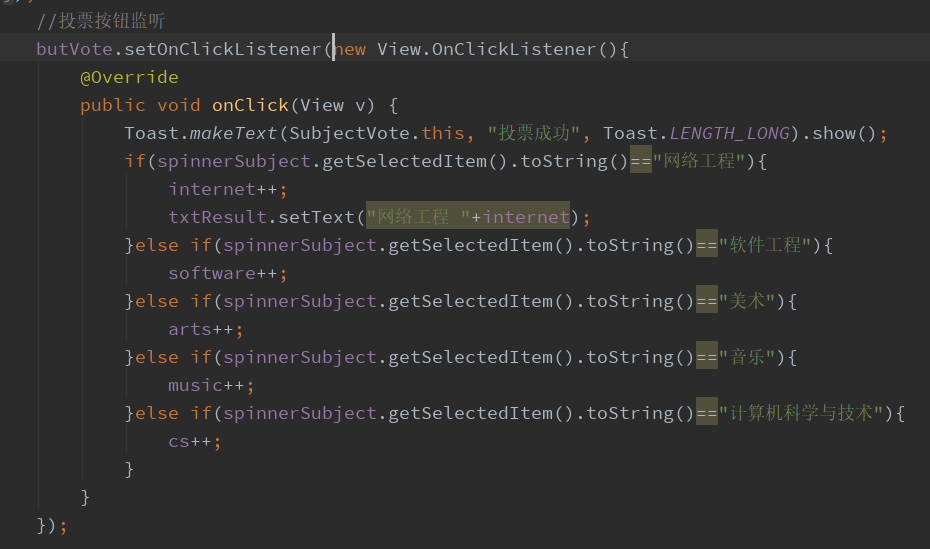 //投票按钮监听
butVote.setOnClickListener(new View.OnClickListener(){
@Override
public void onClick(View v) {
Toast.makeText(SubjectVote.this, "投票成功", Toast.LENGTH_LONG).show();
if(spinnerSubject.getSelectedItem().toString()=="网络工程"){
internet++;
txtResult.setText("网络工程 "+internet);
}else if(spinnerSubject.getSelectedItem().toString()=="软件工程"){
software++;
}else if(spinnerSubject.getSelectedItem().toString()=="美术"){
arts++;
}else if(spinnerSubject.getSelectedItem().toString()=="音乐"){
music++;
}else if(spinnerSubject.getSelectedItem().toString()=="计算机科学与技术"){
cs++;
}
}
});